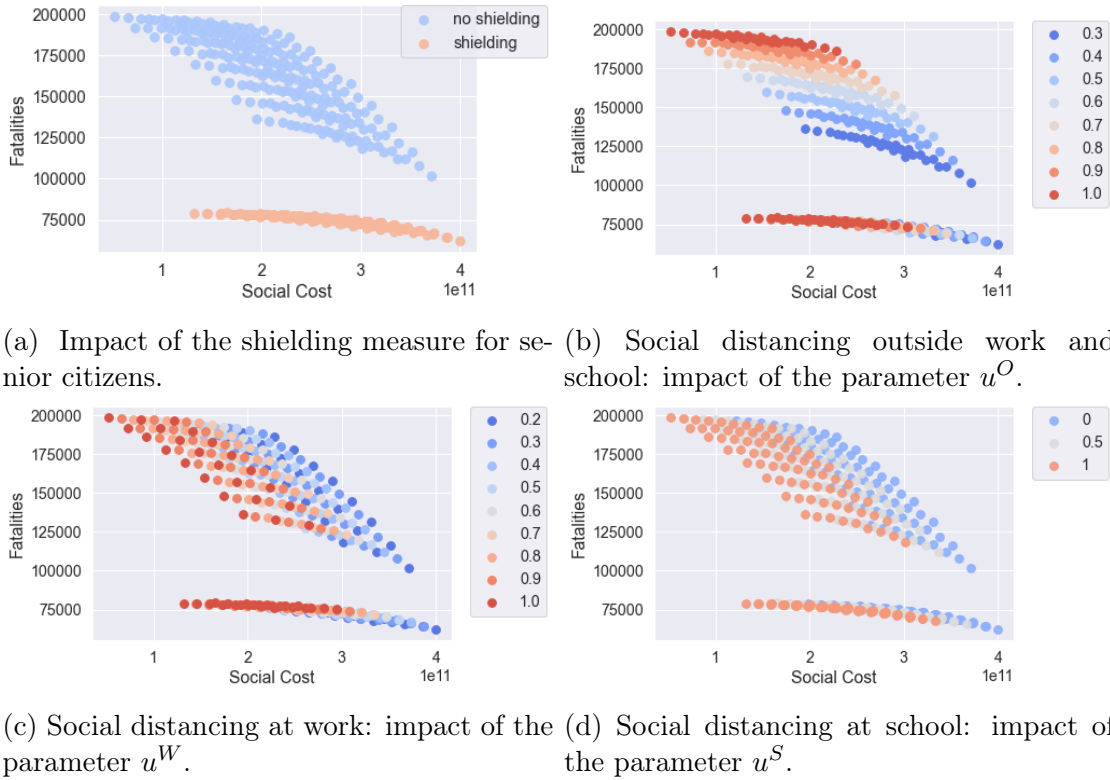 200000
175000
150000
125000
100000
75000
Fatalities
1 2 3 4
Social Cost
1e11
no shielding
shielding
200000
175000
150000
125000
100000
75000
Fatalities
1 2 3 4
Social Cost
1e11
0.3
0.4
0.5
0.6
0.7
0.8
0.9
1.0
(a) Impact of the shielding measure for se-
nior citizens.
(b) Social distancing outside work and
school: impact of the parameter u^O.
200000
175000
150000
125000
100000
75000
Fatalities
1 2 3 4
Social Cost
1e11
0.2
0.3
0.4
0.5
0.6
0.7
0.8
0.9
1.0
200000
175000
150000
125000
100000
75000
Fatalities
1 2 3 4
Social Cost
1e11
0
0.5
1
(c) Social distancing at work: impact of the
parameter u^W.
(d) Social distancing at school: impact of
the parameter u^S.